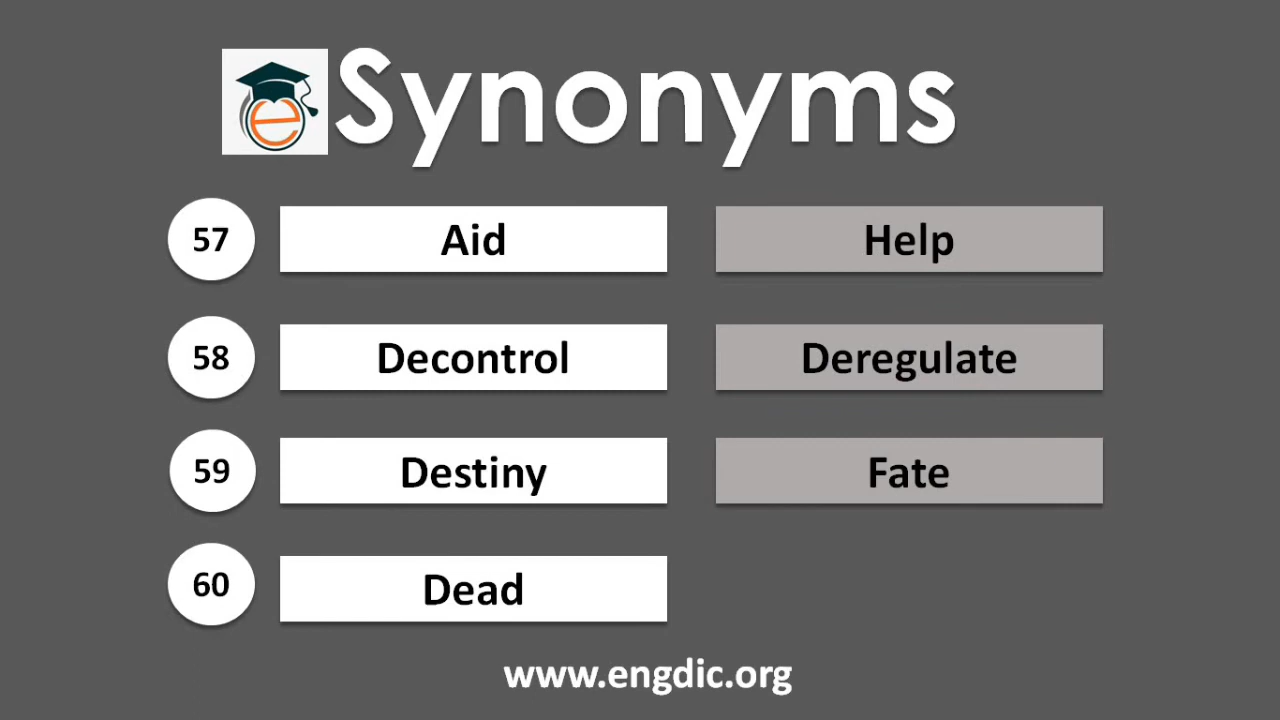 Synonyms
57 Aid Help
58 Decontrol Deregulate
59 Destiny Fate
60 Dead
www.engdic.org